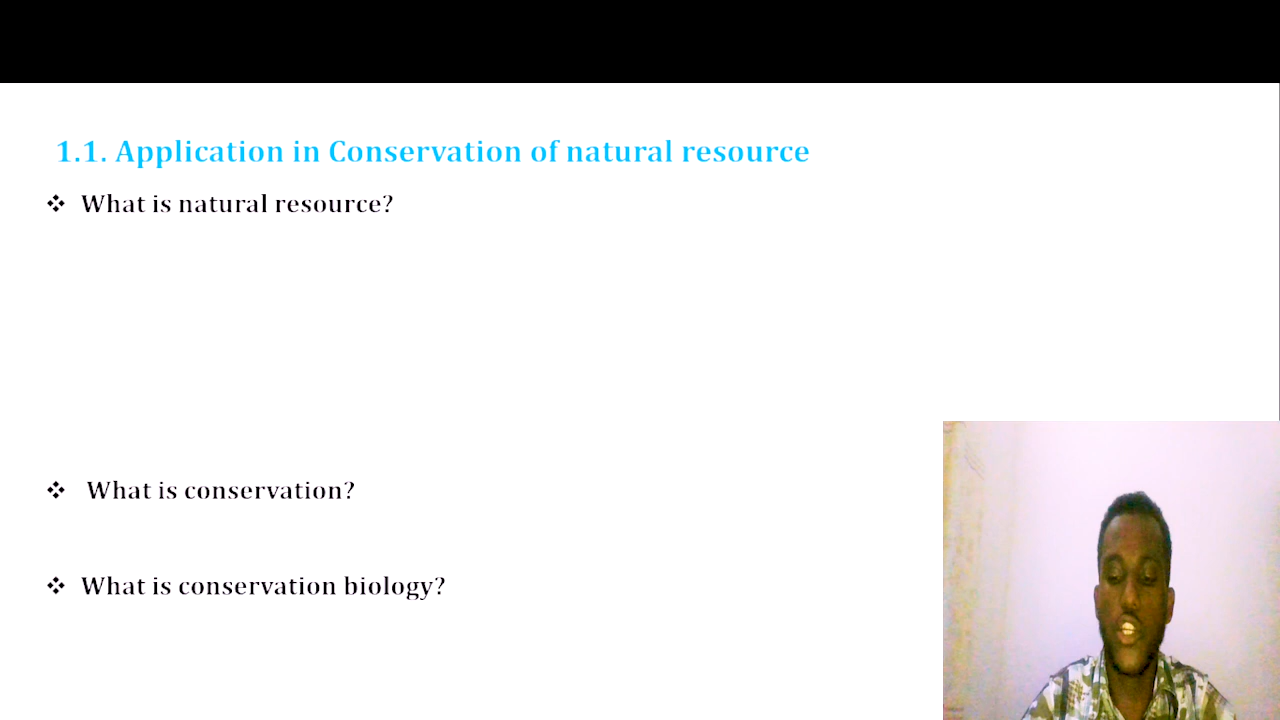 1.1. Application in Conservation of natural resource
❖ What is natural resource?
❖ What is conservation?
❖ What is conservation biology?